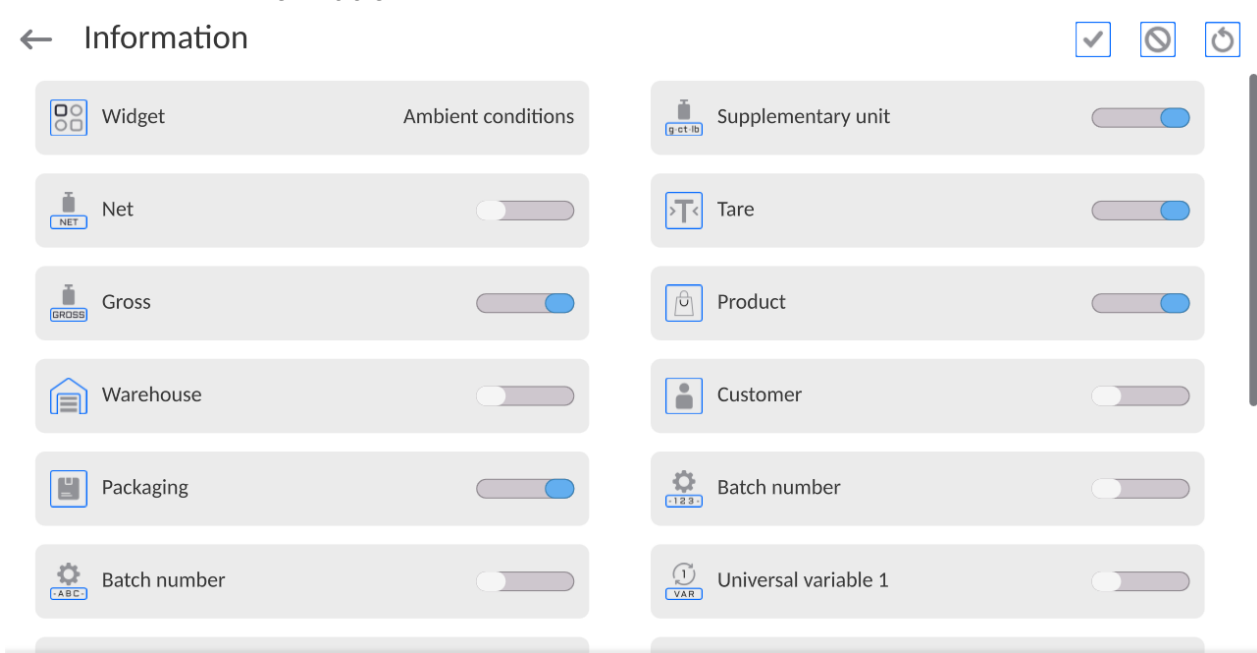 Information
Widget Ambient conditions
g·ct·lb Supplementary unit
NET Net
>T< Tare
GROSS Gross
Product
Warehouse
Customer
Packaging
-123- Batch number
-ABC- Batch number
1 VAR Universal variable 1